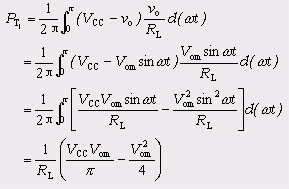 P_{T_1} = \frac{1}{2\pi}\int_0^{\pi}(V_{CC} - v_o)\frac{v_o}{R_L}d(\omega t)
= \frac{1}{2\pi}\int_0^{\pi}(V_{CC} - V_{om}\sin\omega t)\frac{V_{om}\sin\omega t}{R_L}d(\omega t)
= \frac{1}{2\pi}\int_0^{\pi}\left[\frac{V_{CC}V_{om}\sin\omega t}{R_L} - \frac{V_{om}^2\sin^2\omega t}{R_L}\right]d(\omega t)
= \frac{1}{R_L}\left(\frac{V_{CC}V_{om}}{\pi} - \frac{V_{om}^2}{4}\right)